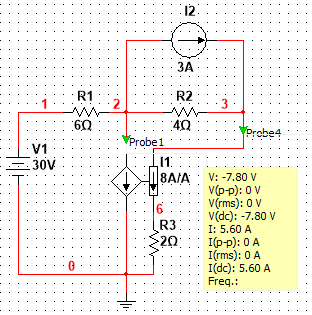 I2
3A
R1
R2
1
2
3
6Ω
4Ω
Probe1
Probe4
V1
30V
I1
8A/A
6
R3
2Ω
0
V: -7.80 V
V(p-p): 0 V
V(rms): 0 V
V(dc): -7.80 V
I: 5.60 A
I(p-p): 0 A
I(rms): 0 A
I(dc): 5.60 A
Freq.: